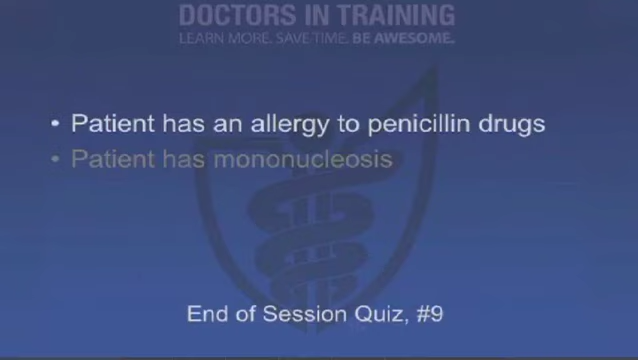 DOCTORS IN TRAINING
LEARN MORE. SAVE TIME. BE AWESOME.
• Patient has an allergy to penicillin drugs
• Patient has mononucleosis
End of Session Quiz, #9